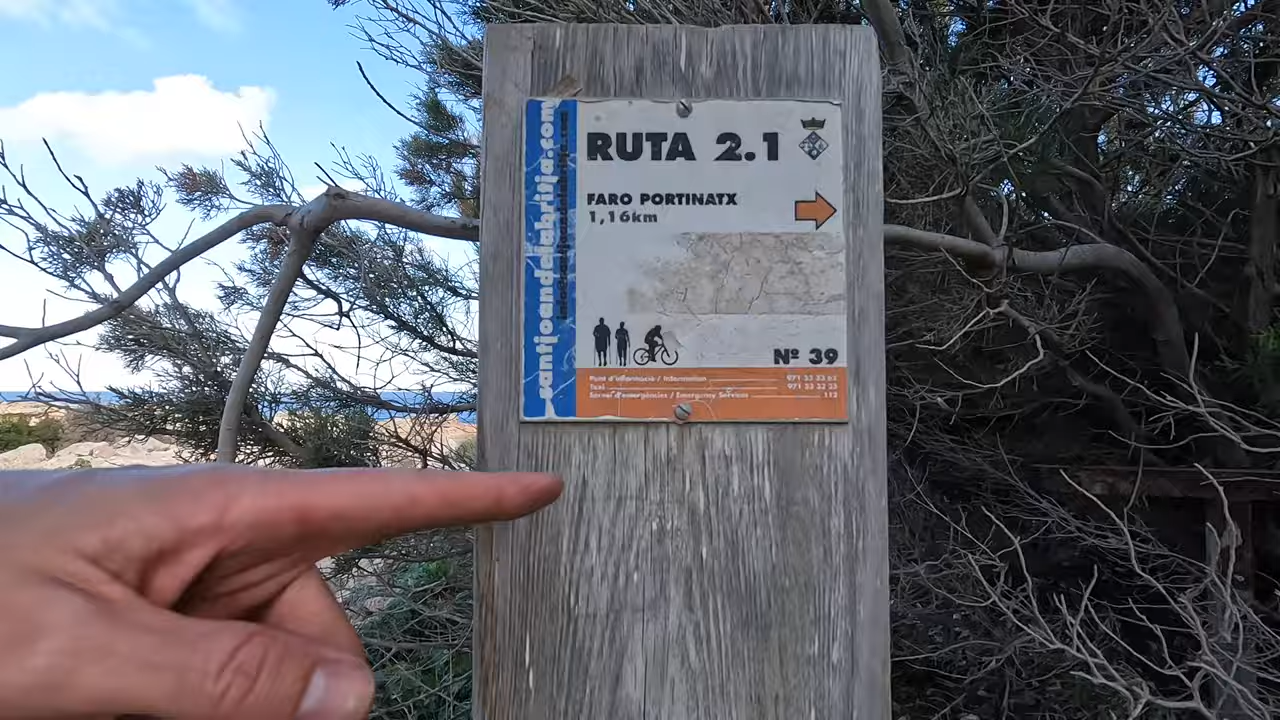 santjoandelabritja.com
RUTA 2.1
FARO PORTINATX
1,16km
Nº 39
Punt d'informació / Information
Taxi
Servei d'emergències / Emergency Services
112